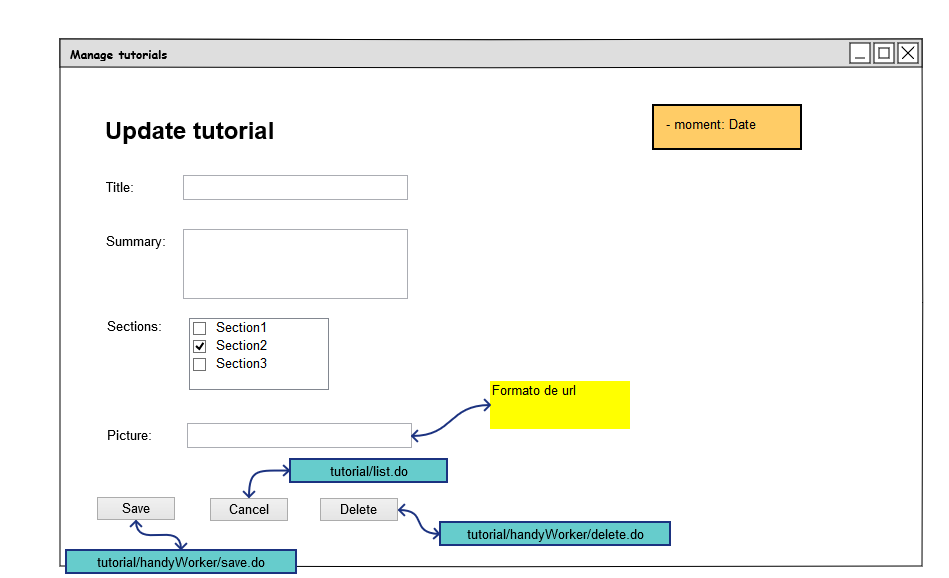 Manage tutorials
Update tutorial
- moment: Date
Title:
Summary:
Sections:
Section1
Section2
Section3
Formato de url
Picture:
tutorial/list.do
Save
Cancel
Delete
tutorial/handyWorker/delete.do
tutorial/handyWorker/save.do